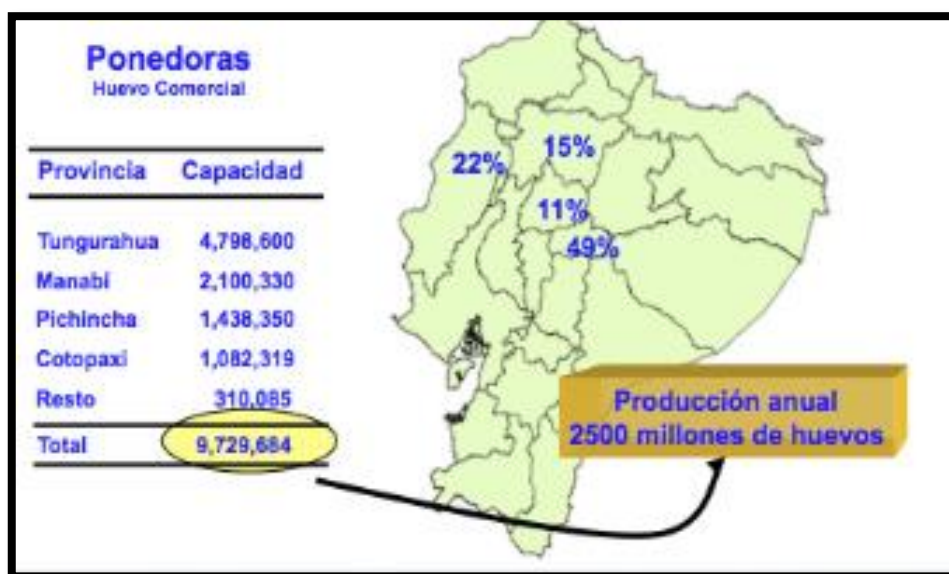 Ponedoras
Huevo Comercial
Provincia Capacidad
Tungurahua 4,798,600
Manabí 2,100,330
Pichincha 1,438,350
Cotopaxi 1,082,319
Resto 310,085
Total 9,729,684
22%
15%
11%
49%
Producción anual
2500 millones de huevos